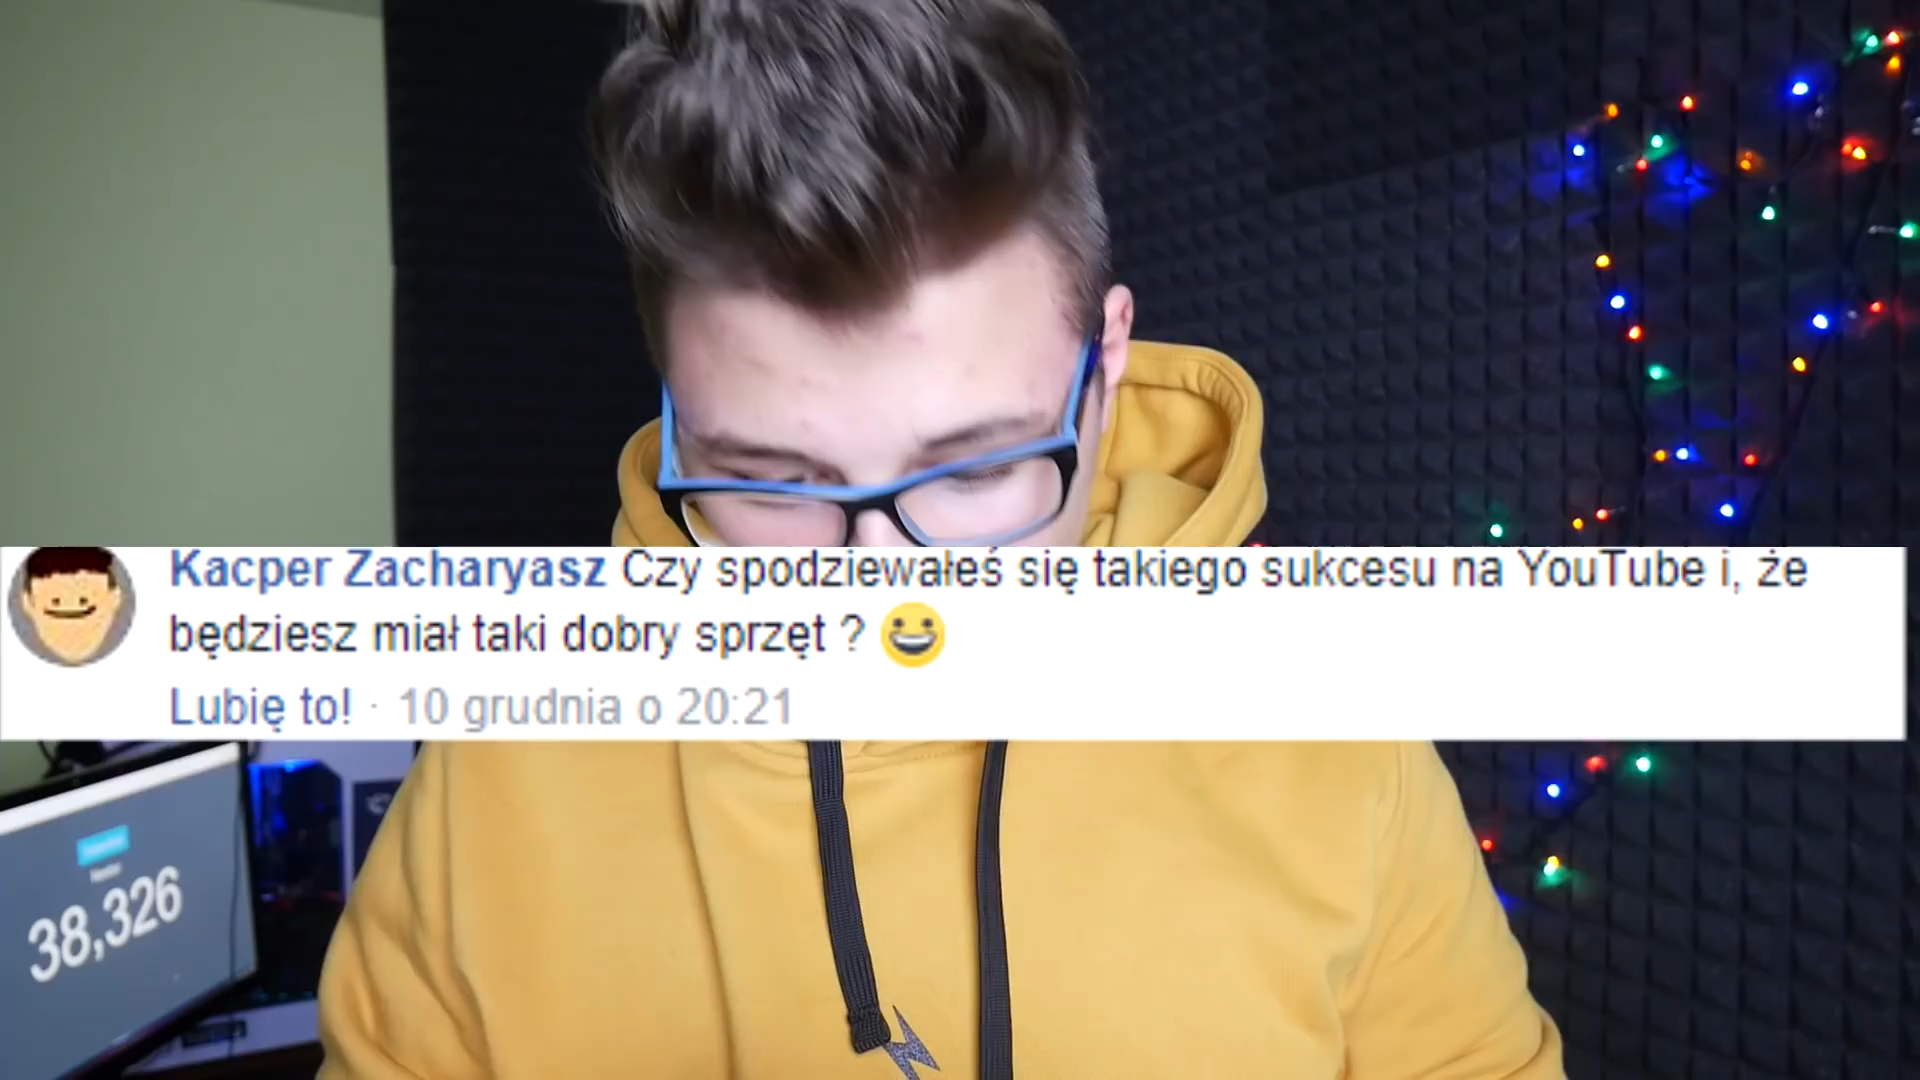 Kacper Zacharyasz Czy spodziewałeś się takiego sukcesu na YouTube i, że
będziesz miał taki dobry sprzęt ? 😀
Lubię to! · 10 grudnia o 20:21
38,326